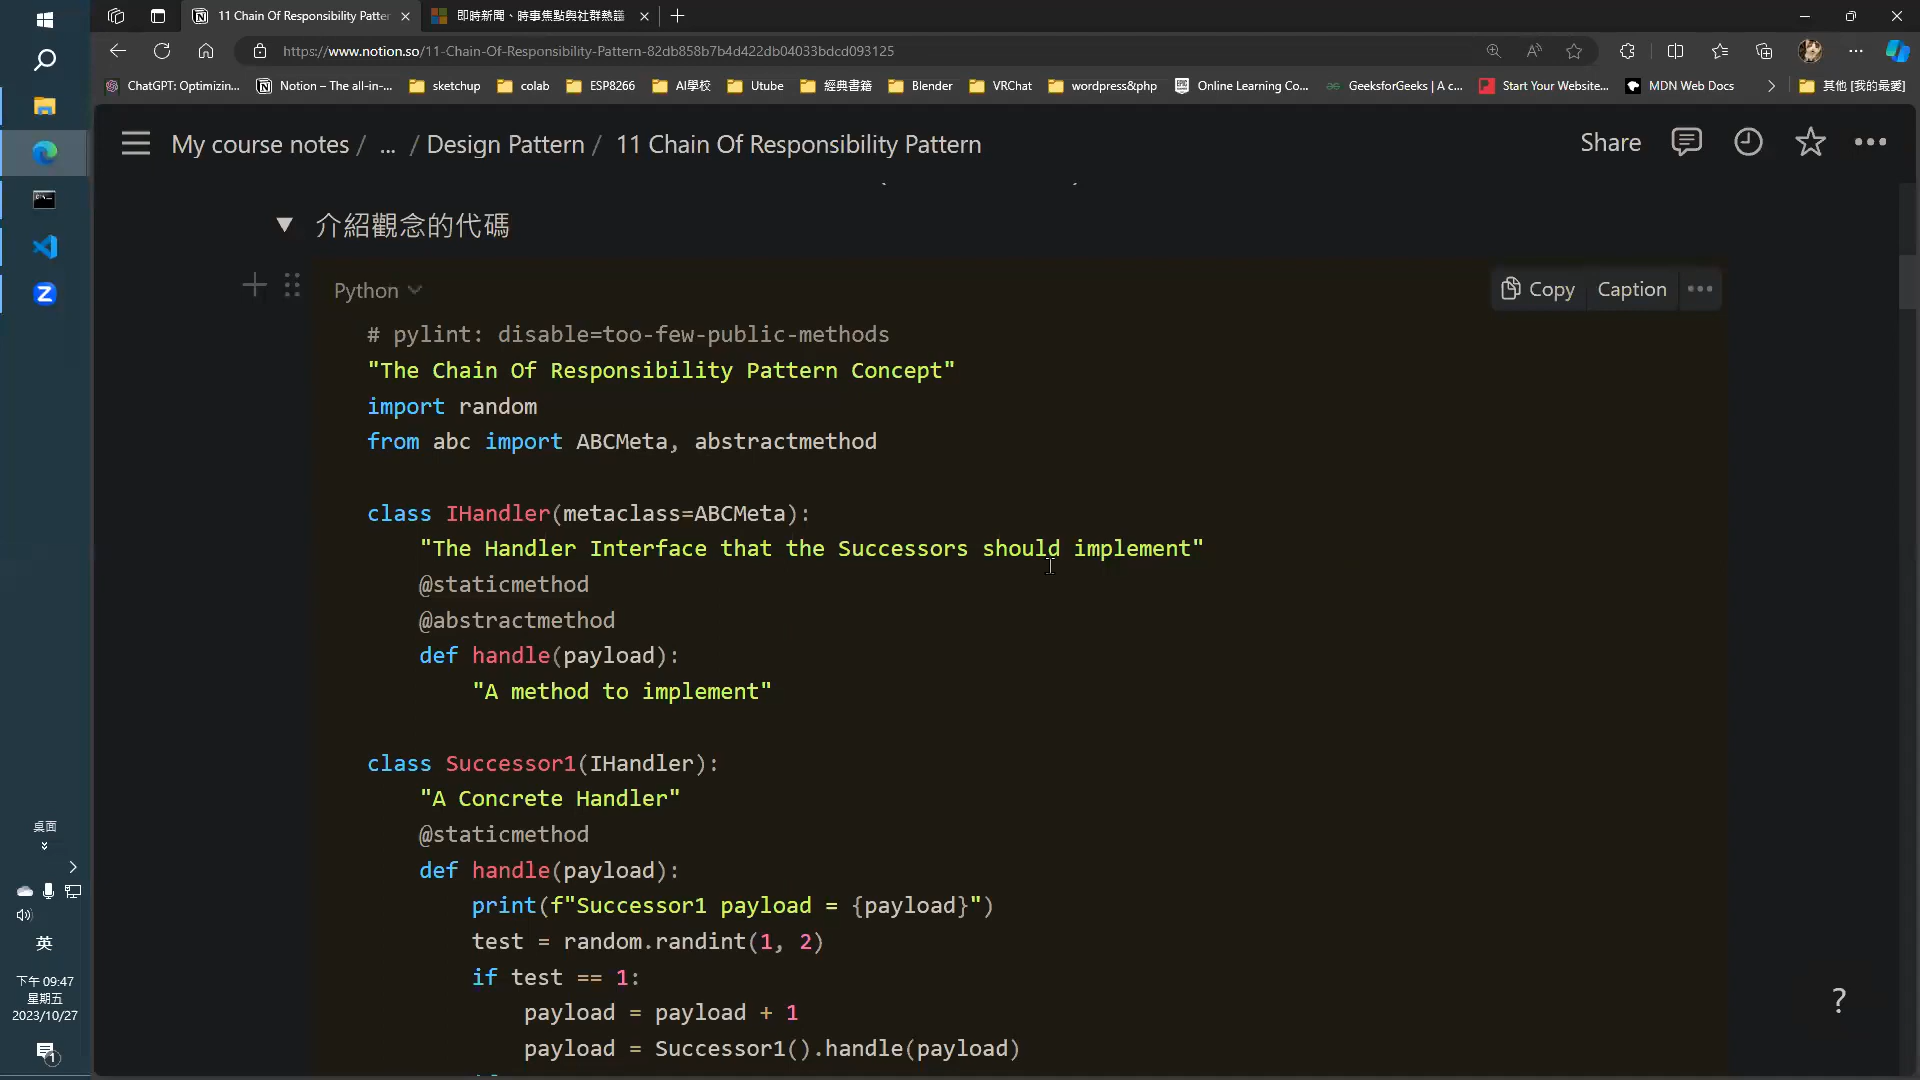 11 Chain Of Responsibility Patter
即時新聞、時事焦點與社群熱議
https://www.notion.so/11-Chain-Of-Responsibility-Pattern-82db858b7b4d422db04033bdcd093125
ChatGPT: Optimizin...
Notion – The all-in-...
sketchup
colab
ESP8266
AI學校
Utube
經典書籍
Blender
VRChat
wordpress&php
Online Learning Co...
GeeksforGeeks | A c...
Start Your Website...
MDN Web Docs
其他 [我的最愛]
My course notes / ... / Design Pattern / 11 Chain Of Responsibility Pattern
Share
介紹觀念的代碼
Python
Copy
Caption
# pylint: disable=too-few-public-methods
"The Chain Of Responsibility Pattern Concept"
import random
from abc import ABCMeta, abstractmethod
class IHandler(metaclass=ABCMeta):
"The Handler Interface that the Successors should implement"
@staticmethod
@abstractmethod
def handle(payload):
"A method to implement"
class Successor1(IHandler):
"A Concrete Handler"
@staticmethod
def handle(payload):
print(f"Successor1 payload = {payload}")
test = random.randint(1, 2)
if test == 1:
payload = payload + 1
payload = Successor1().handle(payload)
桌面
英
下午 09:47
星期五
2023/10/27
1
?